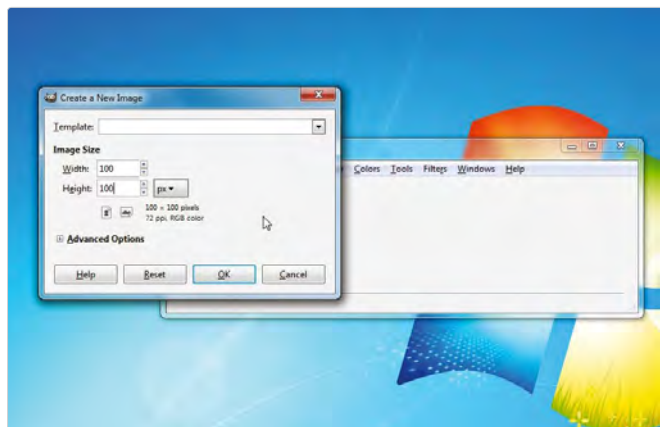 Create a New Image
Template:
Image Size
Width: 100
Height: 100 px
100 × 100 pixels
72 ppi, RGB color
Advanced Options
Help Reset OK Cancel
Colors Tools Filters Windows Help